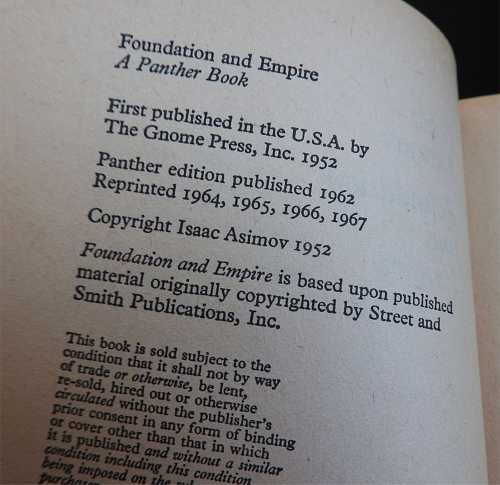 Foundation and Empire
A Panther Book
First published in the U.S.A. by
The Gnome Press, Inc. 1952
Panther edition published 1962
Reprinted 1964, 1965, 1966, 1967
Copyright Isaac Asimov 1952
Foundation and Empire is based upon published
material originally copyrighted by Street and
Smith Publications, Inc.
This book is sold subject to the
condition that it shall not by way
of trade or otherwise, be lent,
re-sold, hired out or otherwise
circulated without the publisher's
prior consent in any form of binding
or cover other than that in which
it is published and without a similar
condition including this condition
being imposed on the